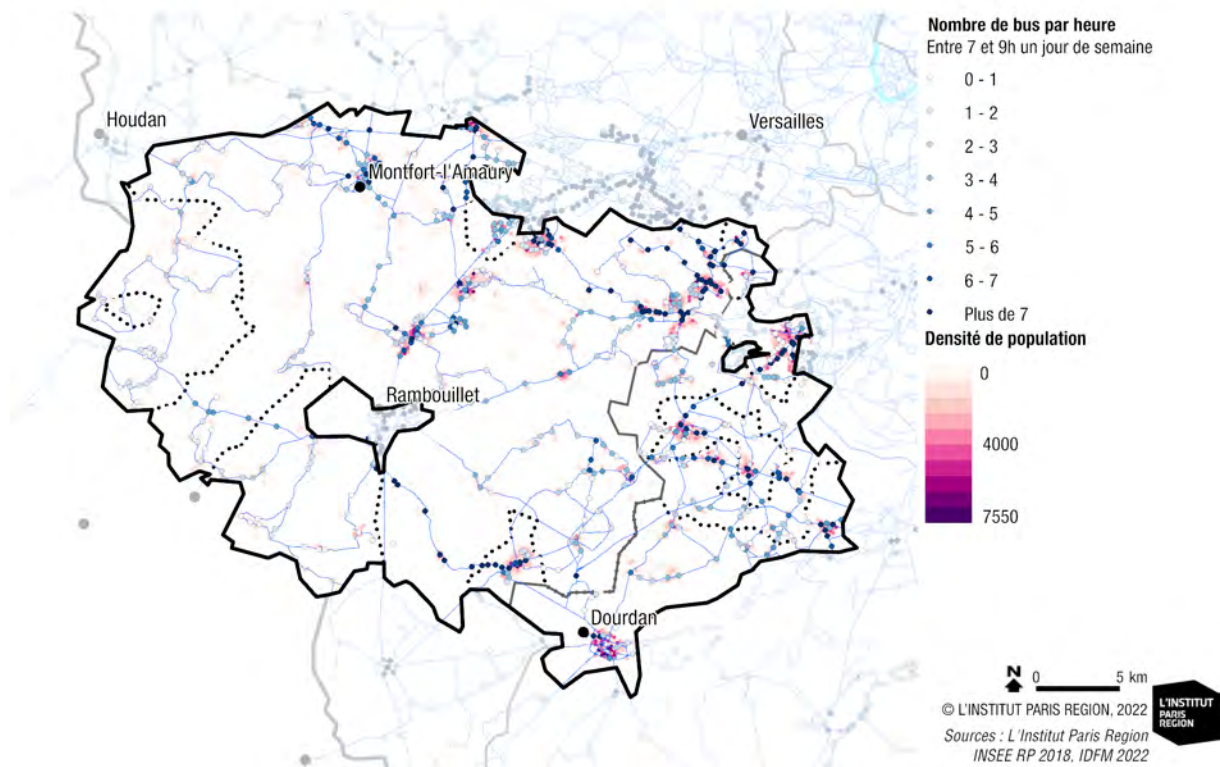 Nombre de bus par heure
Entre 7 et 9h un jour de semaine
0 - 1
1 - 2
2 - 3
3 - 4
4 - 5
5 - 6
6 - 7
Plus de 7
Densité de population
0
4000
7550
Houdan
Versailles
Montfort-l'Amaury
Rambouillet
Dourdan
N
0 5 km
© L'INSTITUT PARIS REGION, 2022
Sources : L'Institut Paris Region
INSEE RP 2018, IDFM 2022
L'INSTITUT
PARIS
REGION